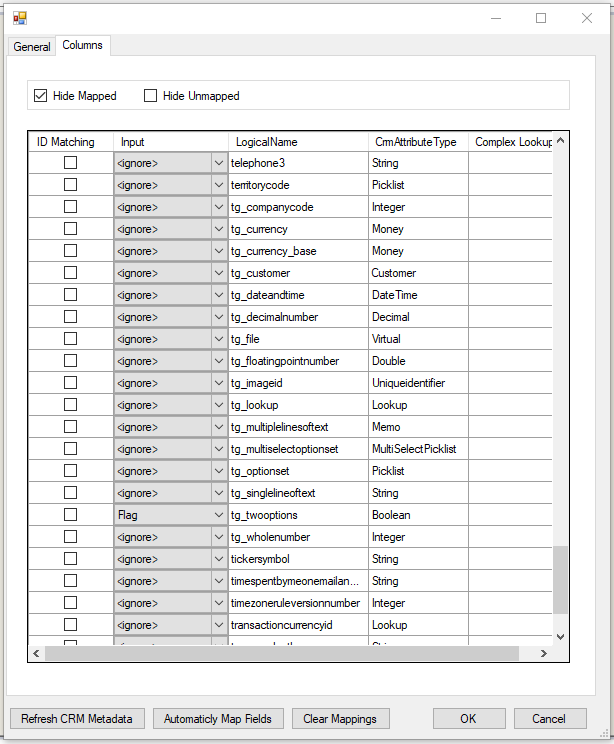 General Columns
Hide Mapped Hide Unmapped
ID Matching Input LogicalName CrmAttributeType Complex Lookup
<ignore> telephone3 String
<ignore> territorycode Picklist
<ignore> tg_companycode Integer
<ignore> tg_currency Money
<ignore> tg_currency_base Money
<ignore> tg_customer Customer
<ignore> tg_dateandtime DateTime
<ignore> tg_decimalnumber Decimal
<ignore> tg_file Virtual
<ignore> tg_floatingpointnumber Double
<ignore> tg_imageid Uniqueidentifier
<ignore> tg_lookup Lookup
<ignore> tg_multiplelinesoftext Memo
<ignore> tg_multiselectoptionset MultiSelectPicklist
<ignore> tg_optionset Picklist
<ignore> tg_singlelineoftext String
Flag tg_twooptions Boolean
<ignore> tg_wholenumber Integer
<ignore> tickersymbol String
<ignore> timespentbymeonemailan... String
<ignore> timezoneruleversionnumber Integer
<ignore> transactioncurrencyid Lookup
Refresh CRM Metadata Automaticly Map Fields Clear Mappings OK Cancel